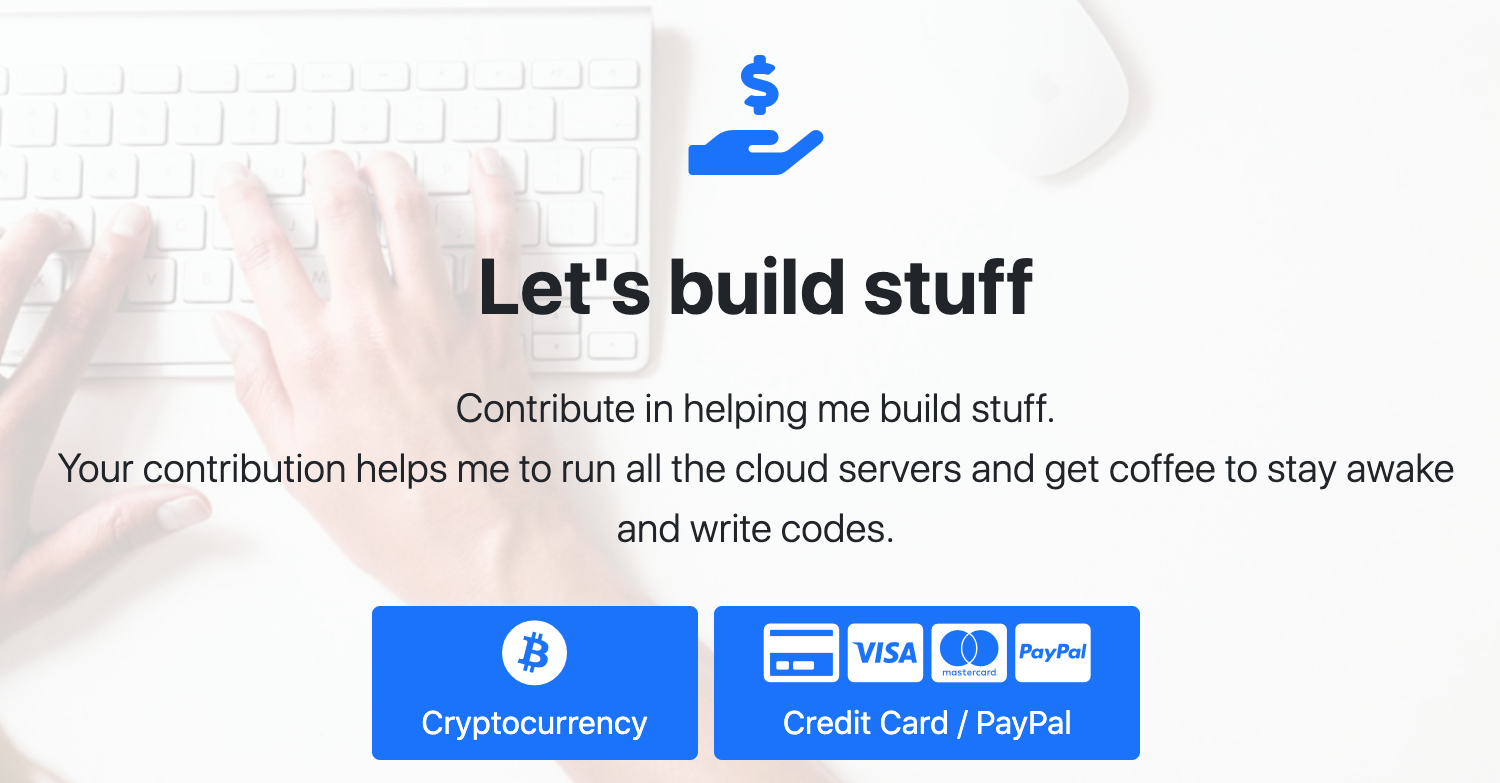 $
Let's build stuff
Contribute in helping me build stuff.
Your contribution helps me to run all the cloud servers and get coffee to stay awake
and write codes.
VISA mastercard PayPal
Cryptocurrency
Credit Card / PayPal